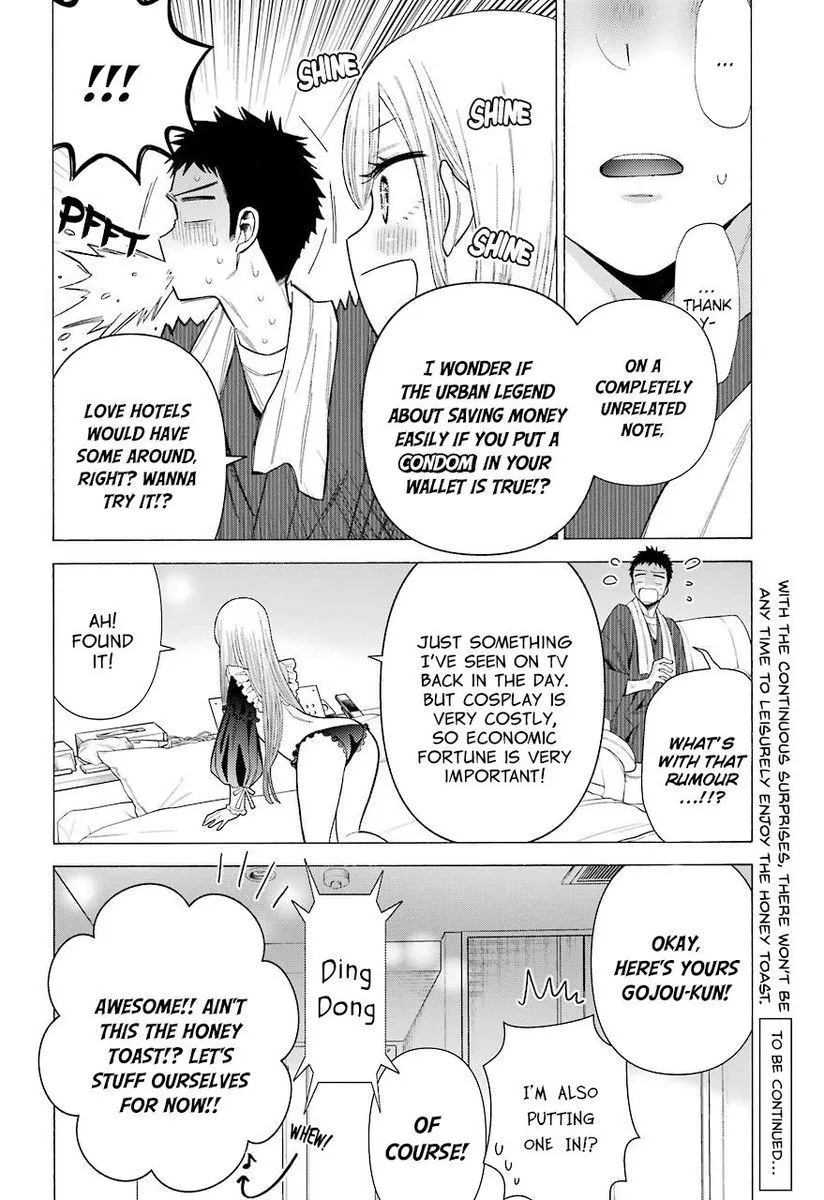 ...
...
THANK
Y-
ON A
COMPLETELY
UNRELATED
NOTE,
SHINE
SHINE
SHINE
I WONDER IF
THE URBAN LEGEND
ABOUT SAVING MONEY
EASILY IF YOU PUT A
CONDOM IN YOUR
WALLET IS TRUE!?
!!!
PFFT
LOVE HOTELS
WOULD HAVE
SOME AROUND,
RIGHT? WANNA
TRY IT!?
WHAT'S
WITH THAT
RUMOUR
...!!?
JUST SOMETHING
I'VE SEEN ON TV
BACK IN THE DAY.
BUT COSPLAY IS
VERY COSTLY,
SO ECONOMIC
FORTUNE IS VERY
IMPORTANT!
AH!
FOUND
IT!
OKAY,
HERE'S YOURS
GOJOU-KUN!
I'M ALSO
PUTTING
ONE IN!?
OF
COURSE!
Ding
Dong
WHEW!
AWESOME!! AIN'T
THIS THE HONEY
TOAST!? LET'S
STUFF OURSELVES
FOR NOW!!
♪
WITH THE CONTINUOUS SURPRISES, THERE WON'T BE
ANY TIME TO LEISURELY ENJOY THE HONEY TOAST.
TO BE CONTINUED...